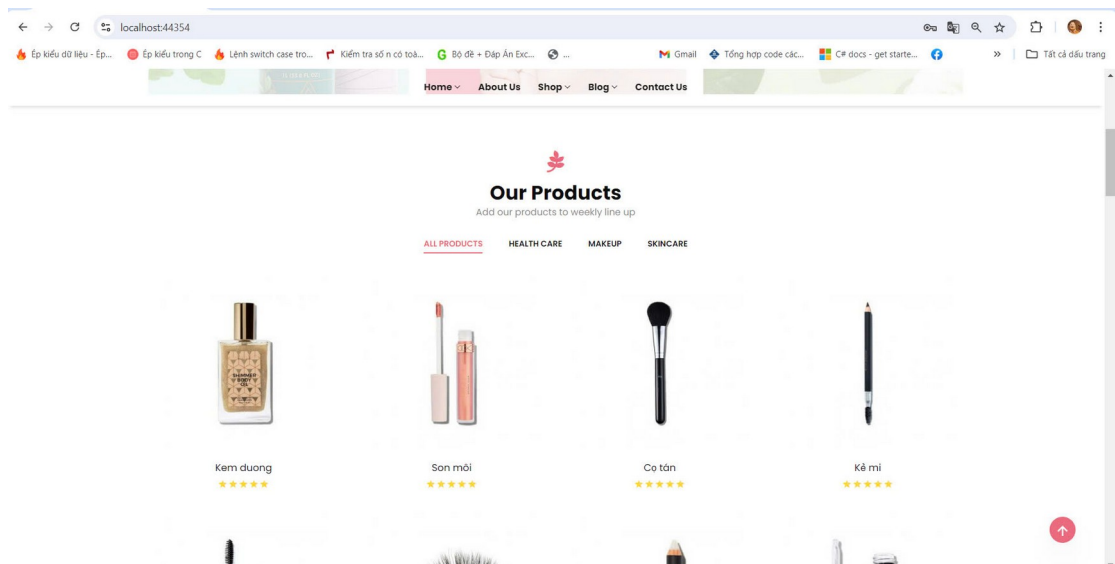 localhost:44354
Ép kiểu dữ liệu - Ép... Ép kiểu trong C Lệnh switch case tro... Kiểm tra số n có toà... Bộ đề + Đáp Án Exc... ... Gmail Tổng hợp code các... C# docs - get starte... » Tất cả dấu trang
Home About Us Shop Blog Contact Us
Our Products
Add our products to weekly line up
ALL PRODUCTS HEALTH CARE MAKEUP SKINCARE
SHIMMER
BODY
OIL
Kem duong Son môi Cọ tán Kẻ mi